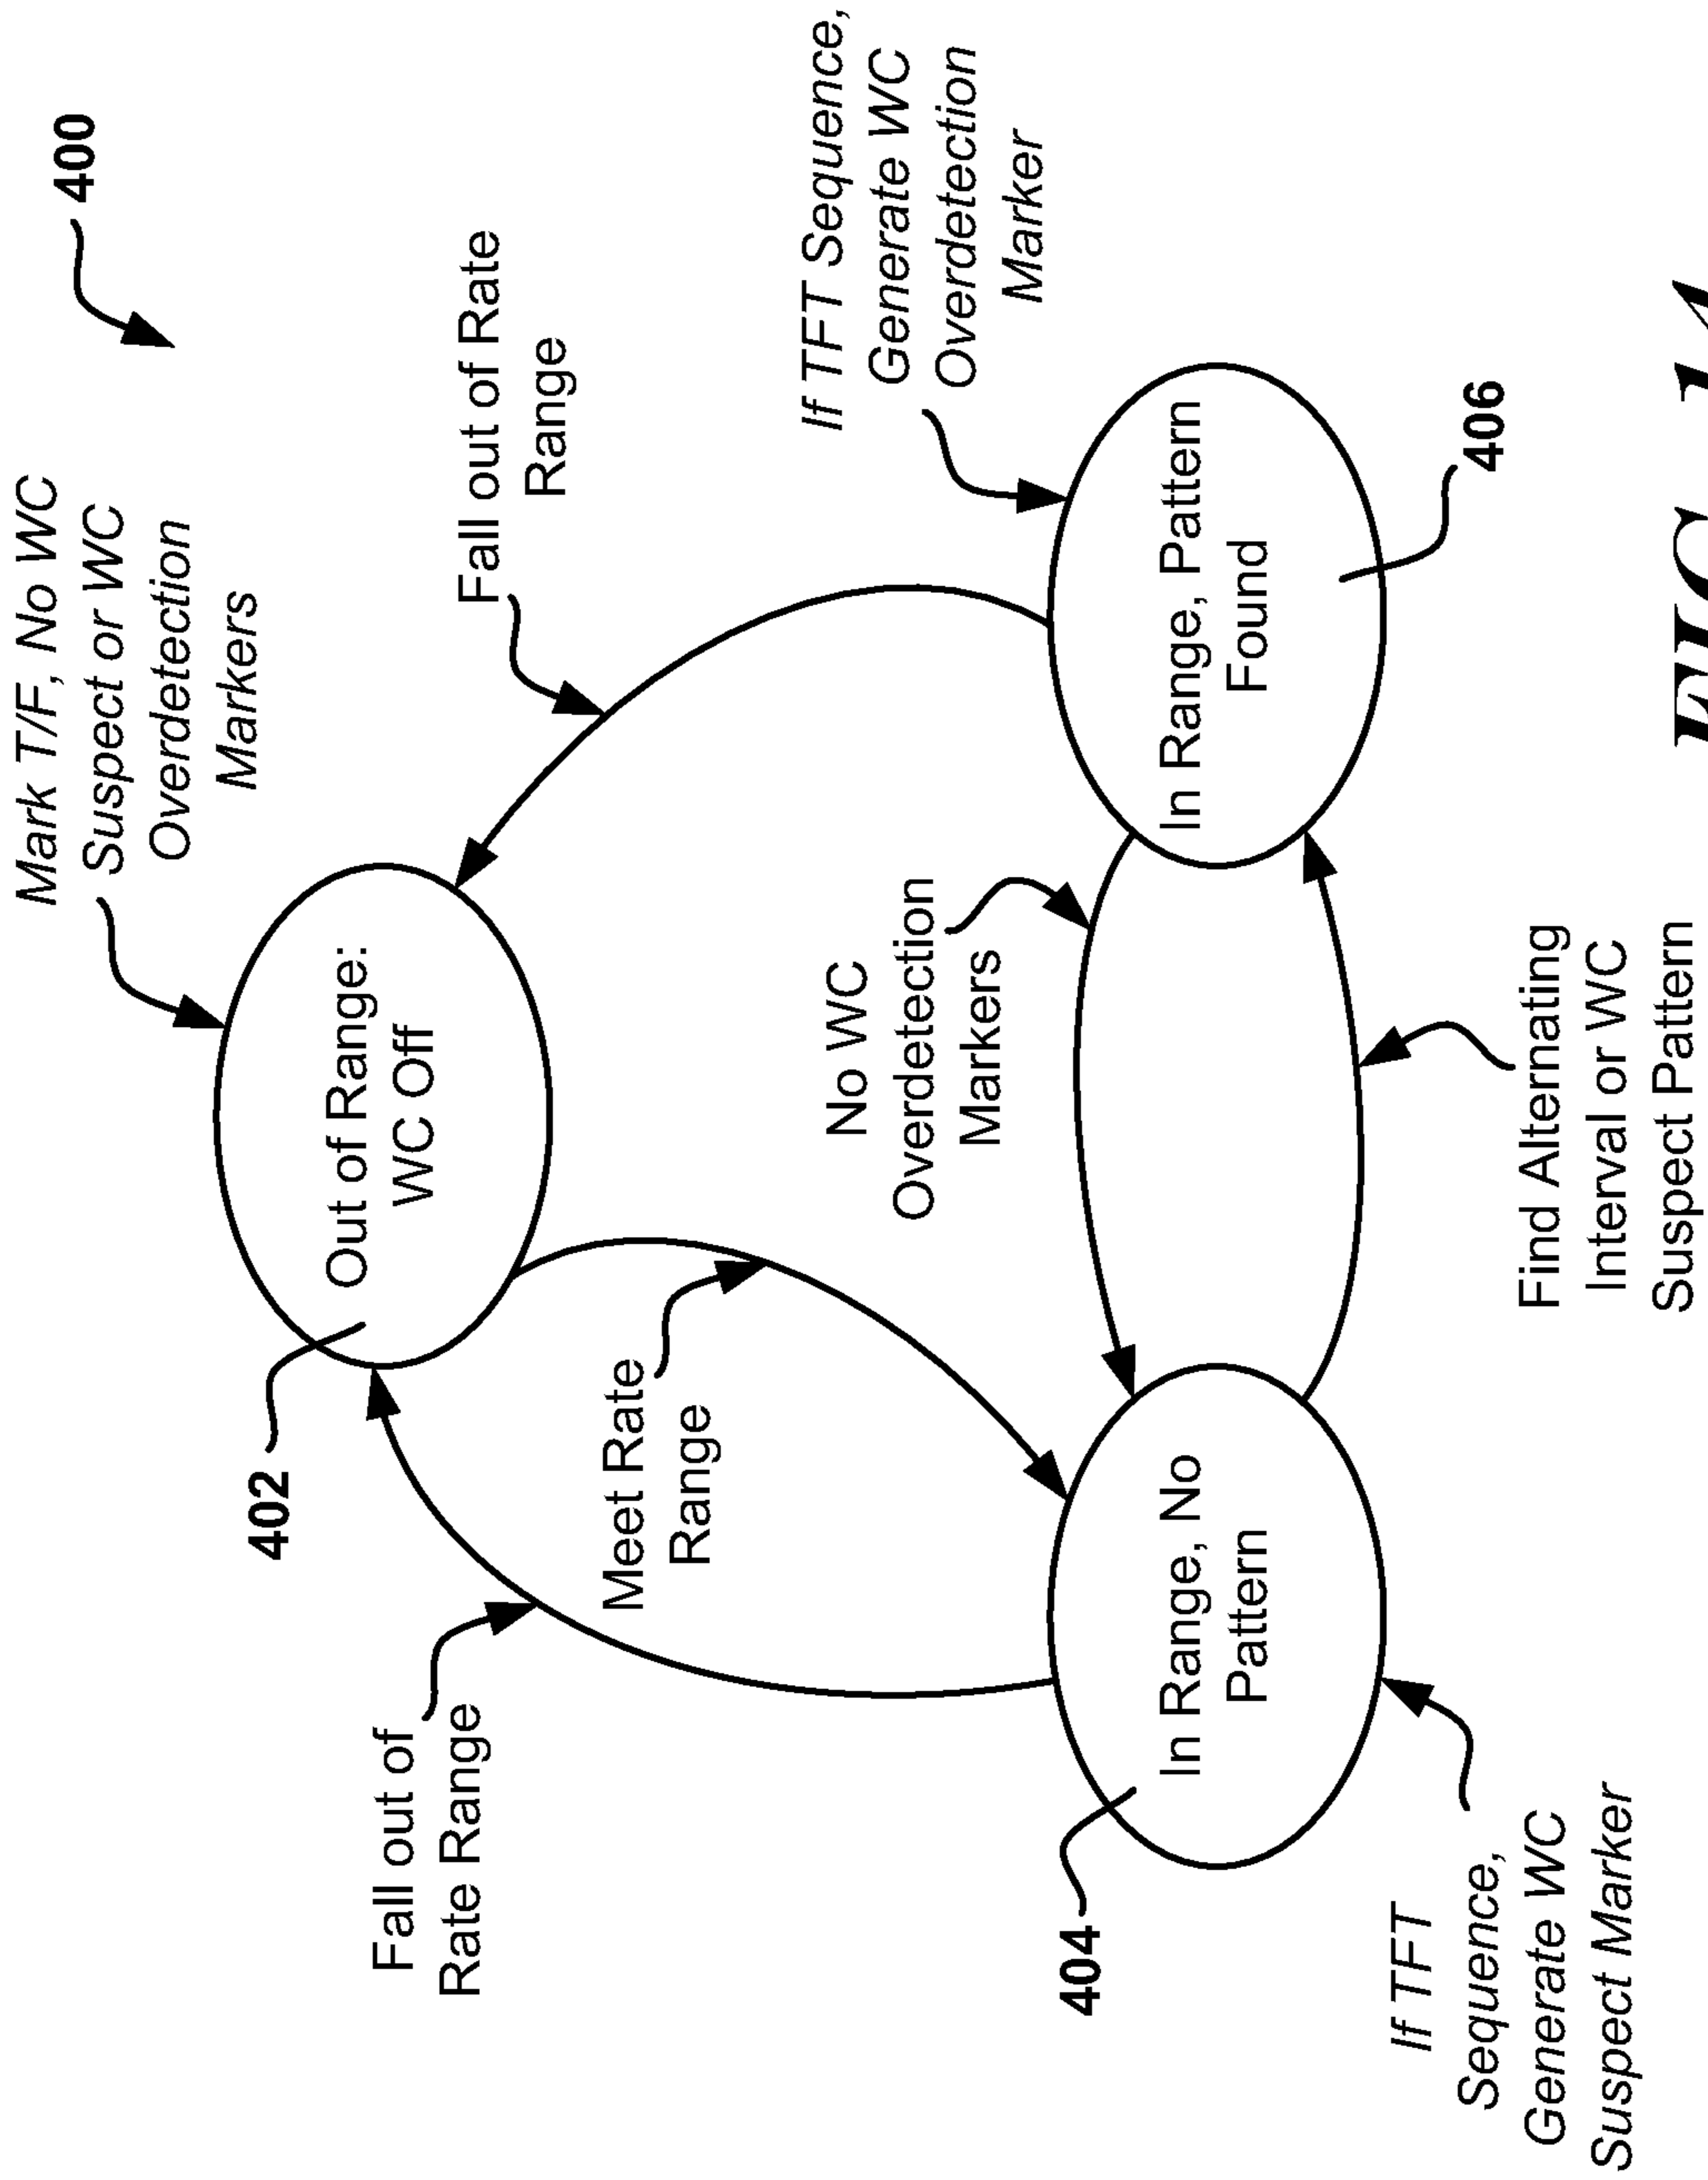 400
Mark T/F, No WC
Suspect or WC
Overdetection
Markers
402
Out of Range:
WC Off
Fall out of
Rate Range
Fall out of Rate
Range
Meet Rate
Range
No WC
Overdetection
Markers
If TFT Sequence,
Generate WC
Overdetection
Marker
404
In Range, No
Pattern
In Range, Pattern
Found
406
If TFT
Sequence,
Generate WC
Suspect Marker
Find Alternating
Interval or WC
Suspect Pattern